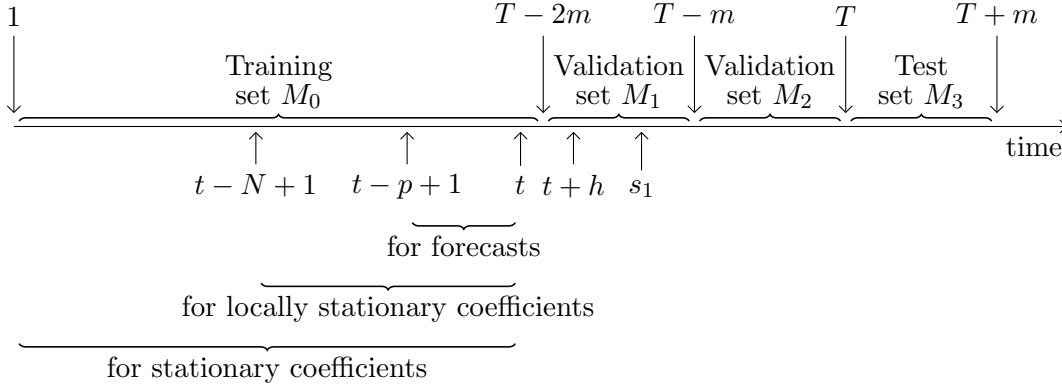 1 T − 2m T − m T T + m
Training Validation Validation Test
set M₀ set M₁ set M₂ set M₃
time
t − N + 1 t − p + 1 t t + h s₁
for forecasts
for locally stationary coefficients
for stationary coefficients